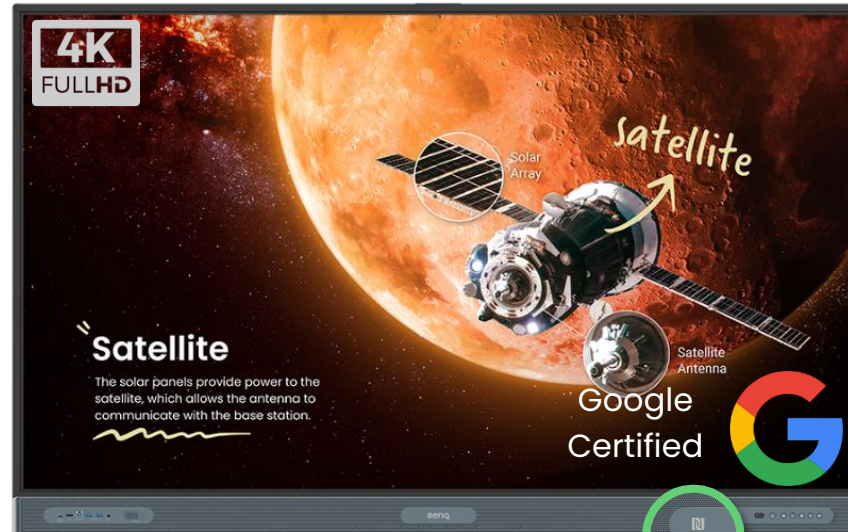 4K
FULLHD
satellite
Solar
Array
Satellite
The solar panels provide power to the
satellite, which allows the antenna to
communicate with the base station.
Satellite
Antenna
Google
Certified
BenQ